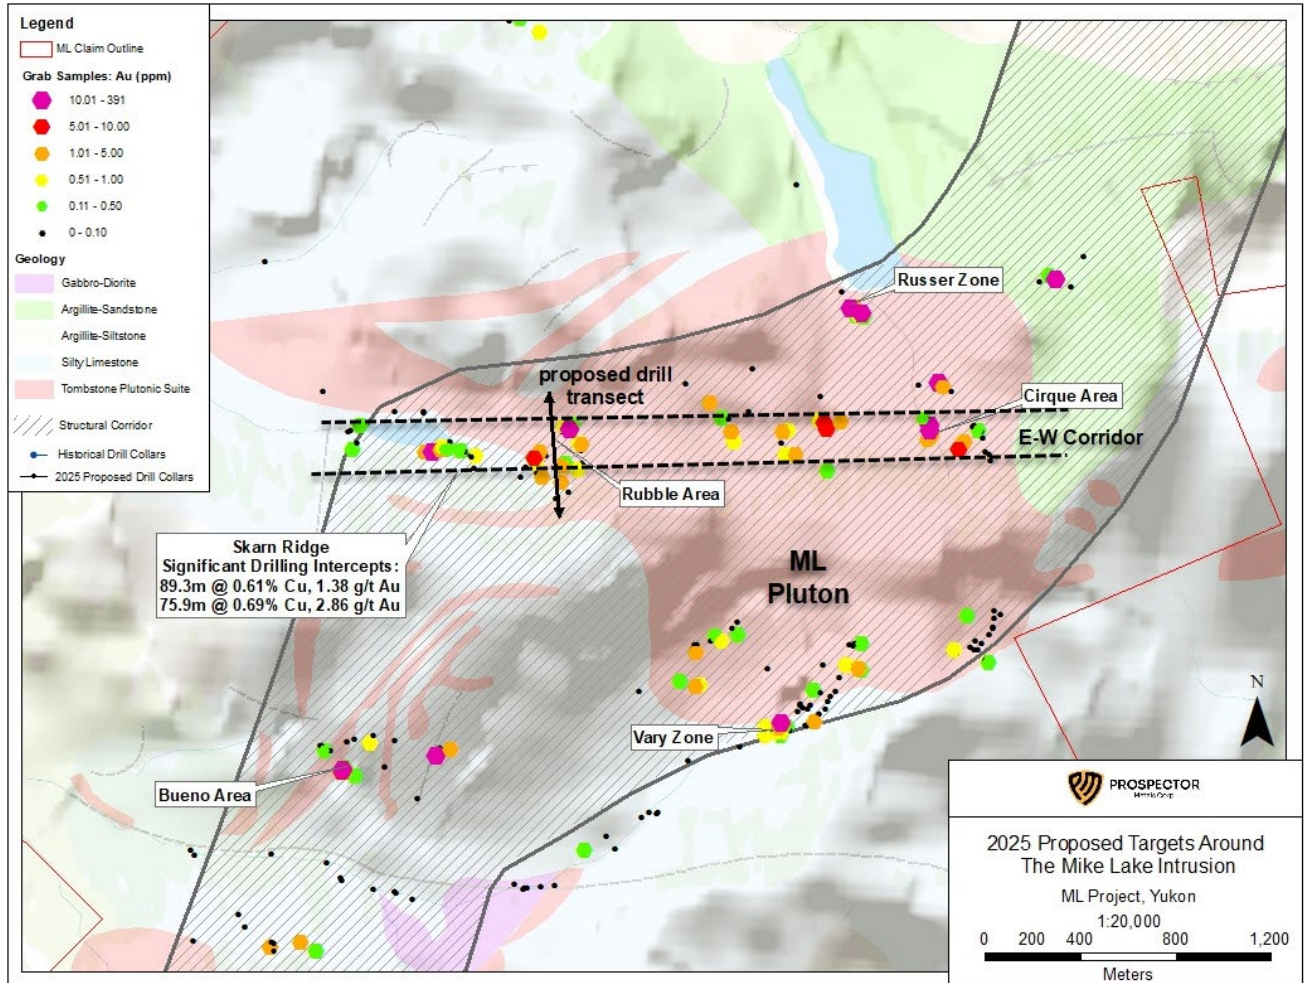 Legend
ML Claim Outline
Grab Samples: Au (ppm)
10.01 - 391
5.01 - 10.00
1.01 - 5.00
0.51 - 1.00
0.11 - 0.50
0 - 0.10
Geology
Gabbro-Diorite
Argillite-Sandstone
Argillite-Siltstone
Silty Limestone
Tombstone Plutonic Suite
Structural Corridor
Historical Drill Collars
2025 Proposed Drill Collars
Russer Zone
proposed drill
transect
Cirque Area
E-W Corridor
Rubble Area
Skarn Ridge
Significant Drilling Intercepts:
89.3m @ 0.61% Cu, 1.38 g/t Au
75.9m @ 0.69% Cu, 2.86 g/t Au
ML
Pluton
Vary Zone
Bueno Area
N
PROSPECTOR
Metals Corp
2025 Proposed Targets Around
The Mike Lake Intrusion
ML Project, Yukon
1:20,000
0 200 400 800 1,200
Meters